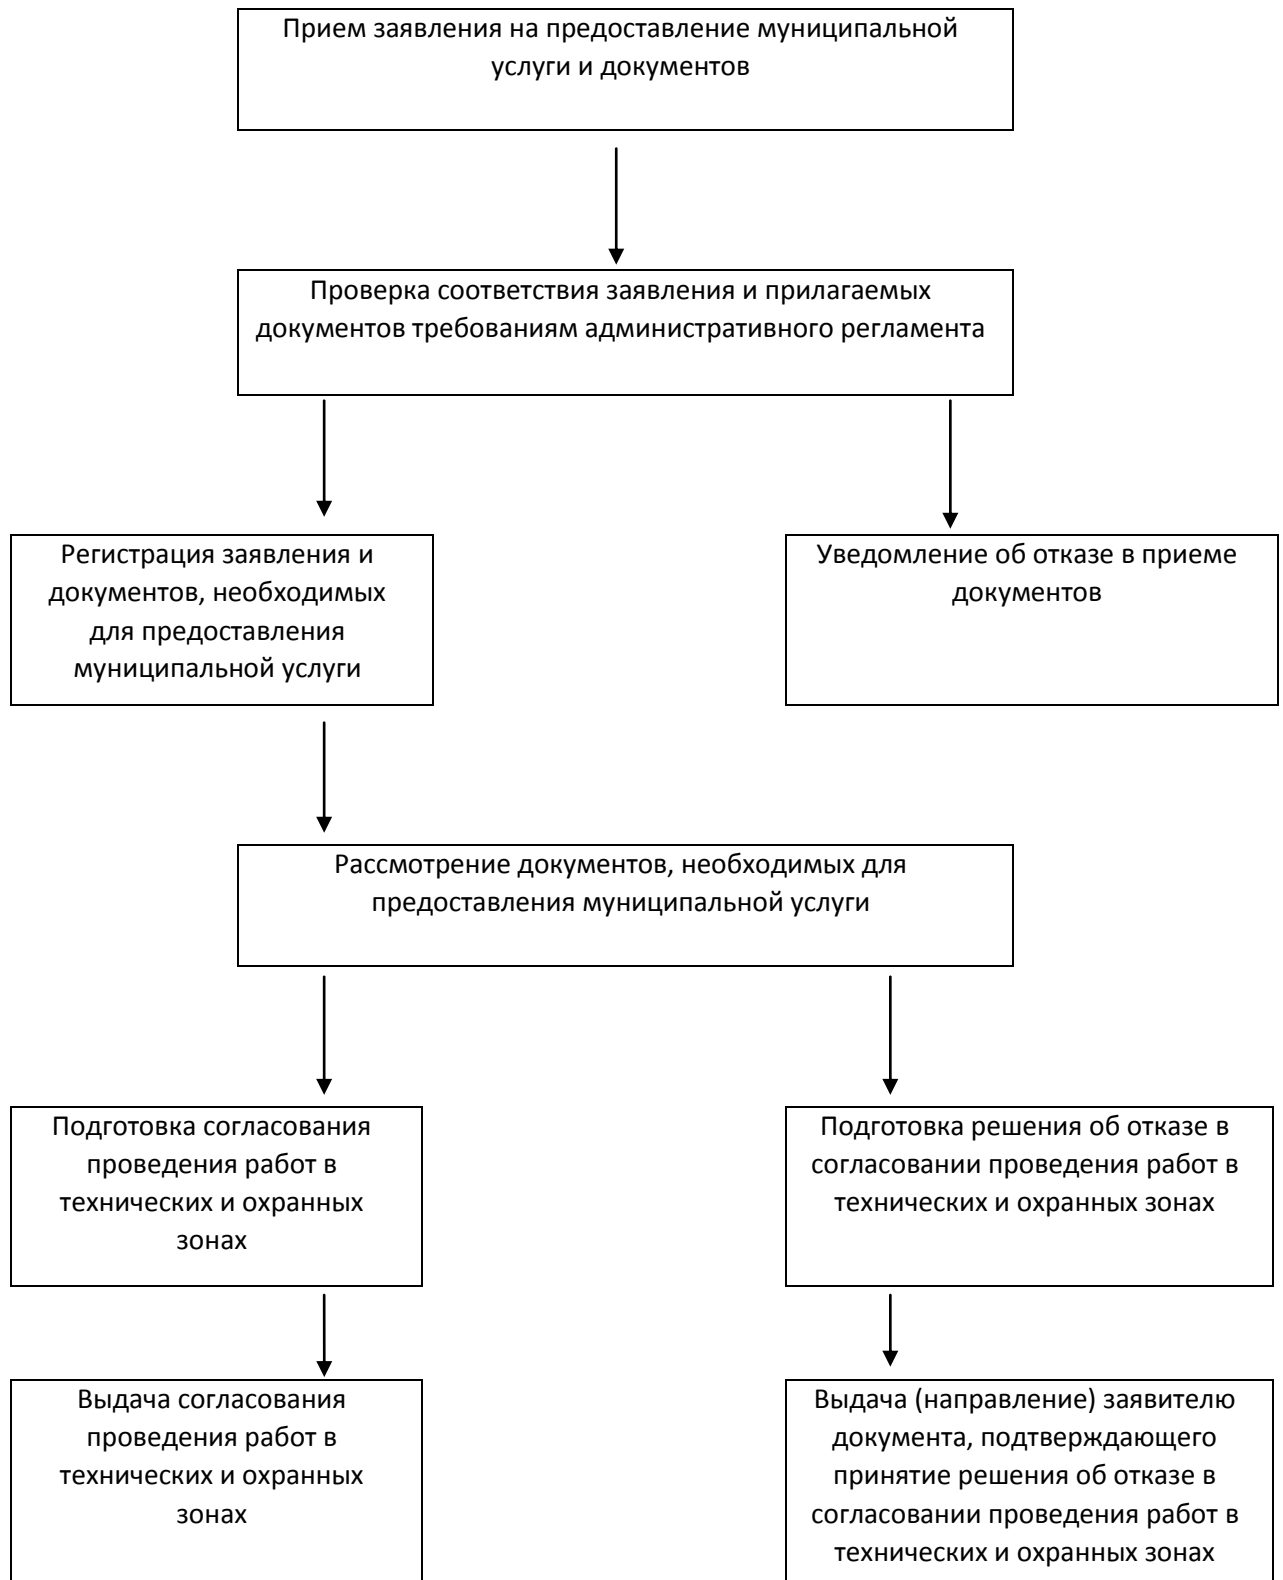 Прием заявления на предоставление муниципальной
услуги и документов
Проверка соответствия заявления и прилагаемых
документов требованиям административного регламента
Регистрация заявления и
документов, необходимых
для предоставления
муниципальной услуги
Уведомление об отказе в приеме
документов
Рассмотрение документов, необходимых для
предоставления муниципальной услуги
Подготовка согласования
проведения работ в
технических и охранных
зонах
Подготовка решения об отказе в
согласовании проведения работ в
технических и охранных зонах
Выдача согласования
проведения работ в
технических и охранных
зонах
Выдача (направление) заявителю
документа, подтверждающего
принятие решения об отказе в
согласовании проведения работ в
технических и охранных зонах